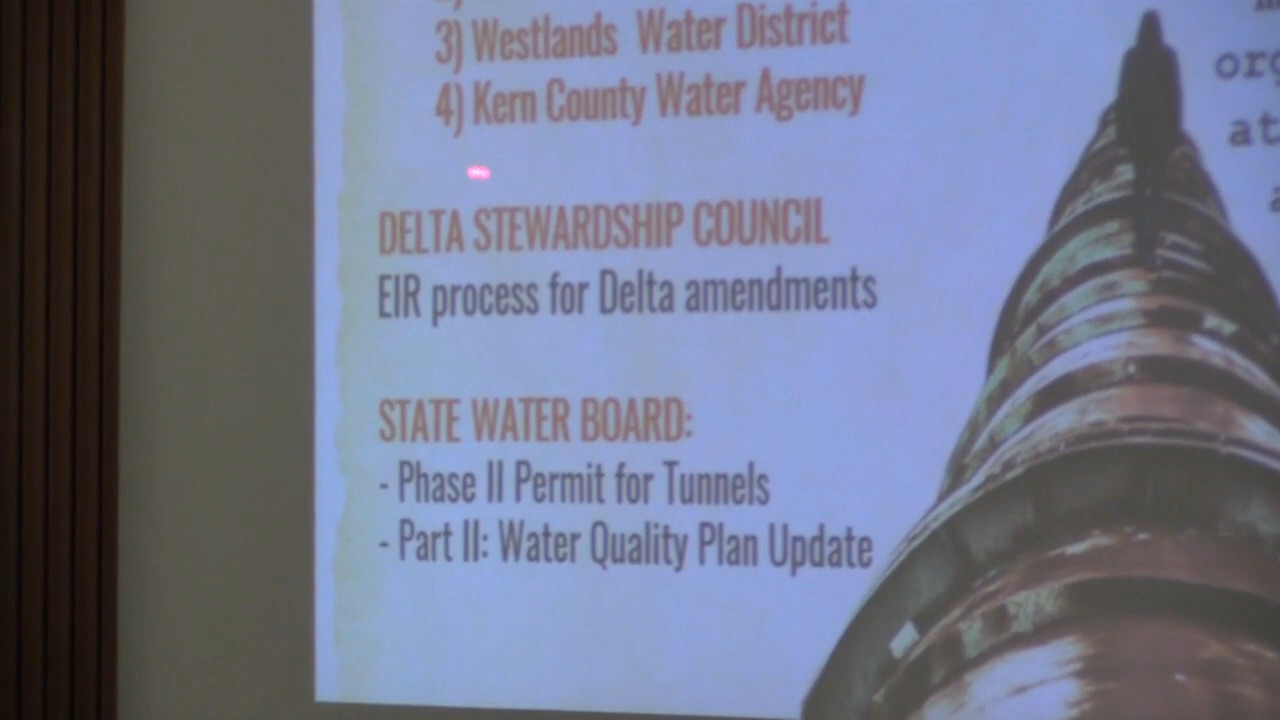 3) Westlands Water District
4) Kern County Water Agency
DELTA STEWARDSHIP COUNCIL
EIR process for Delta amendments
STATE WATER BOARD:
- Phase II Permit for Tunnels
- Part II: Water Quality Plan Update
at